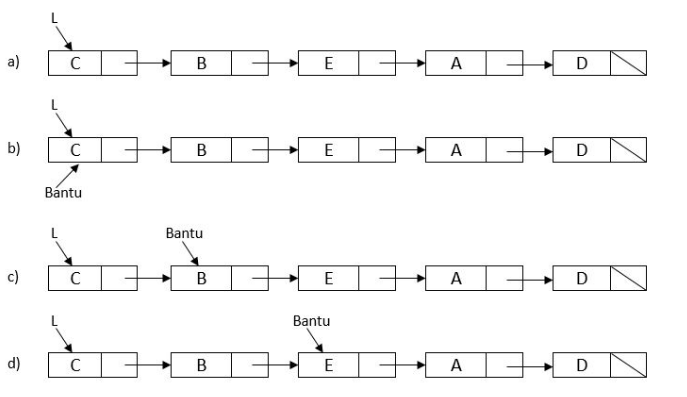 L
a) C B E A D
L
b) C B E A D
Bantu
L Bantu
c) C B E A D
L Bantu
d) C B E A D